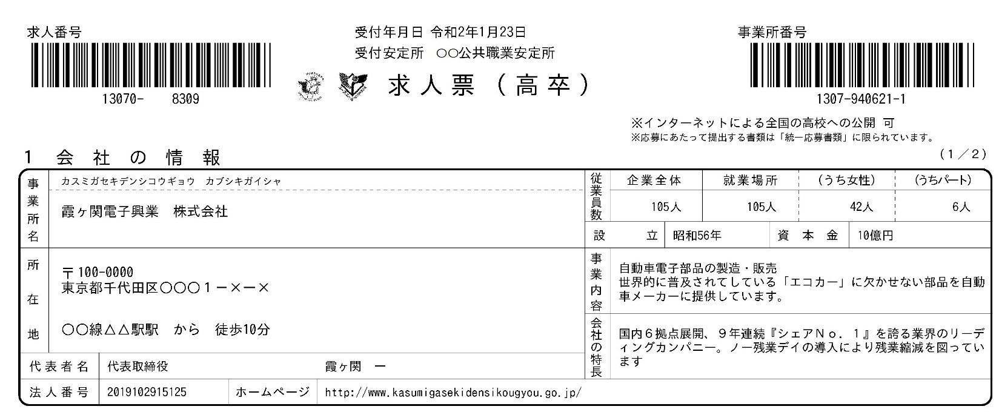 求人番号
13070- 8309
受付年月日 令和2年1月23日
受付安定所 ○○公共職業安定所
求人票（高卒）
事業所番号
1307-940621-1
※インターネットによる全国の高校への公開 可
※応募にあたって提出する書類は「統一応募書類」に限られています。
1 会社の情報
（1／2）
事業所名
カスミガセキデンシコウギョウ カブシキガイシャ
霞ヶ関電子興業 株式会社
従業員数
企業全体 就業場所 （うち女性） （うちパート）
105人 105人 42人 6人
設立 昭和56年 資本金 10億円
所在地
〒100-0000
東京都千代田区〇〇〇１－×－×
〇〇線△△駅駅 から 徒歩10分
事業内容
自動車電子部品の製造・販売
世界的に普及されてしている「エコカー」に欠かせない部品を自動
車メーカーに提供しています。
会社の特長
国内６拠点展開、９年連続『シェアＮｏ．１』を誇る業界のリーデ
ィングカンパニー。ノー残業デイの導入により残業縮減を図ってい
ます
代表者名 代表取締役 霞ヶ関 一
法人番号 2019102915125 ホームページ http://www.kasumigasekidensikougyou.go.jp/